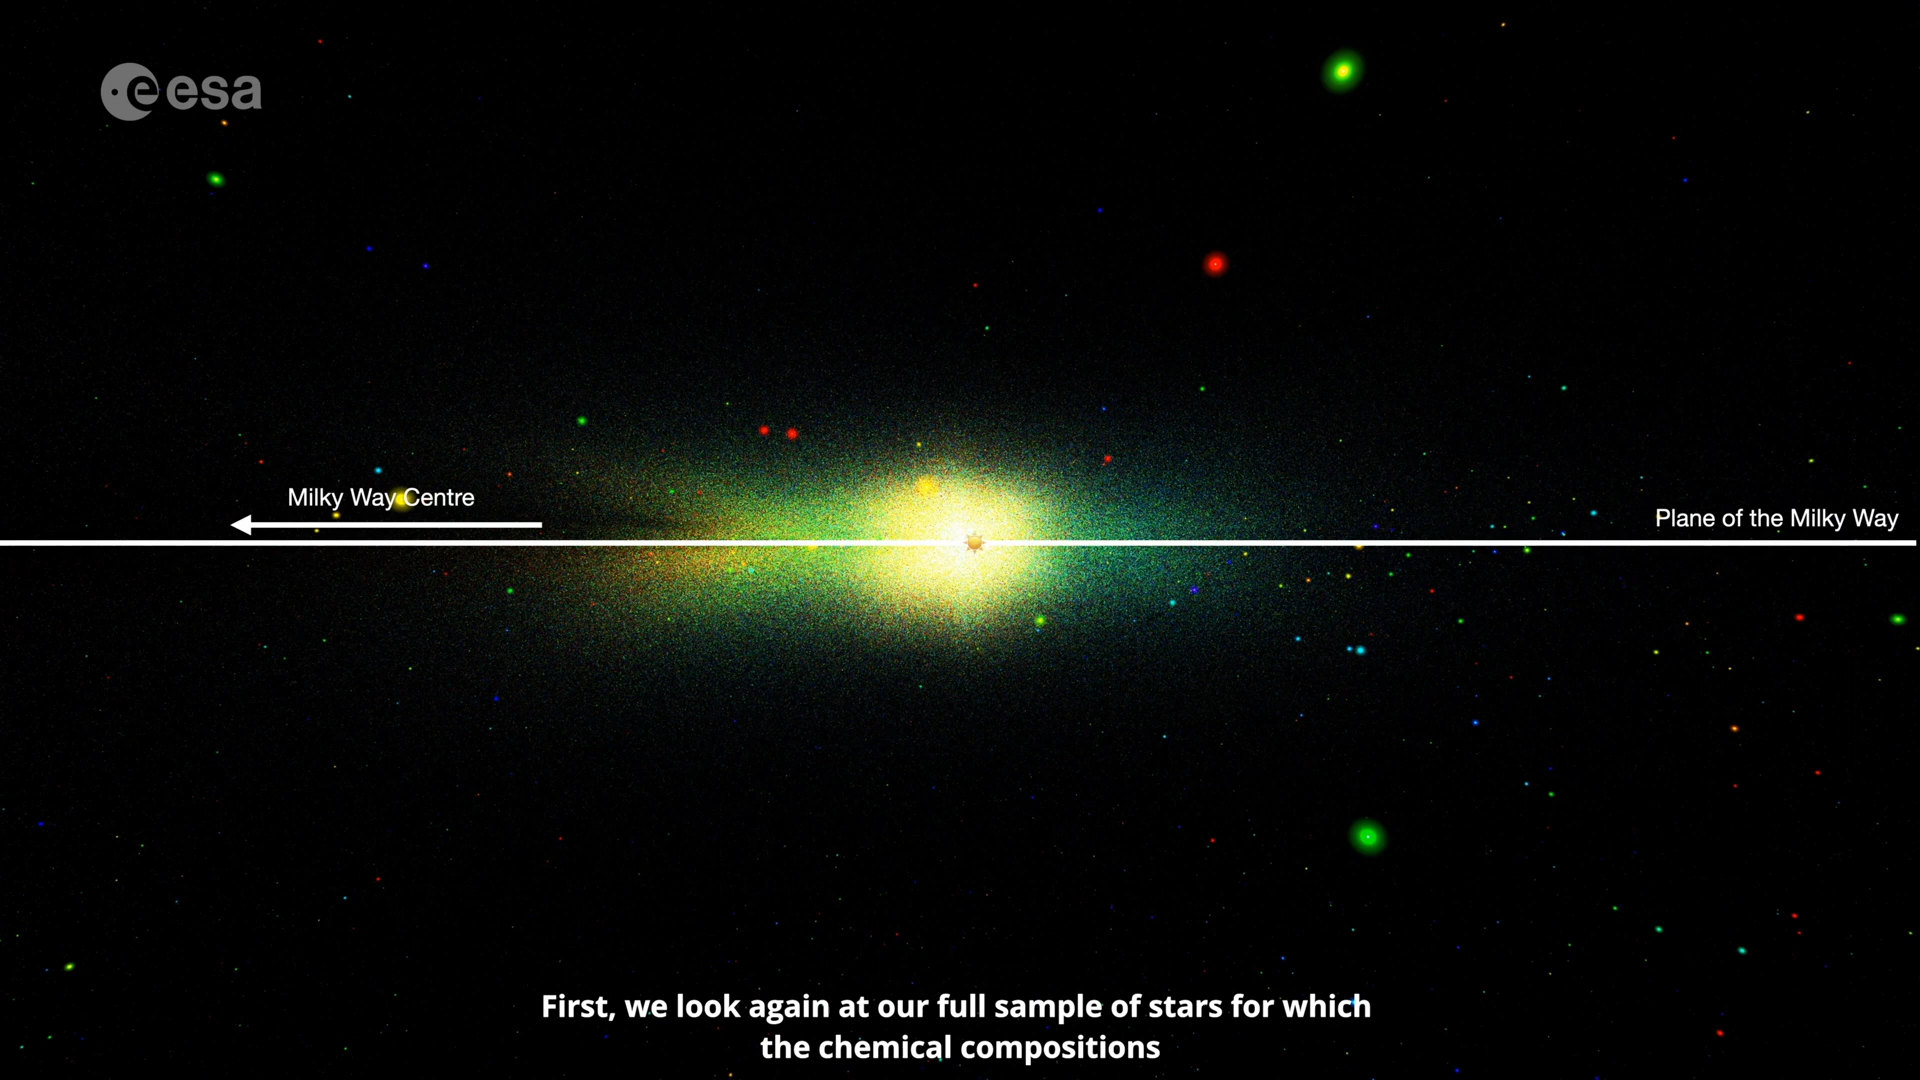 esa
Milky Way Centre
Plane of the Milky Way
First, we look again at our full sample of stars for which
the chemical compositions